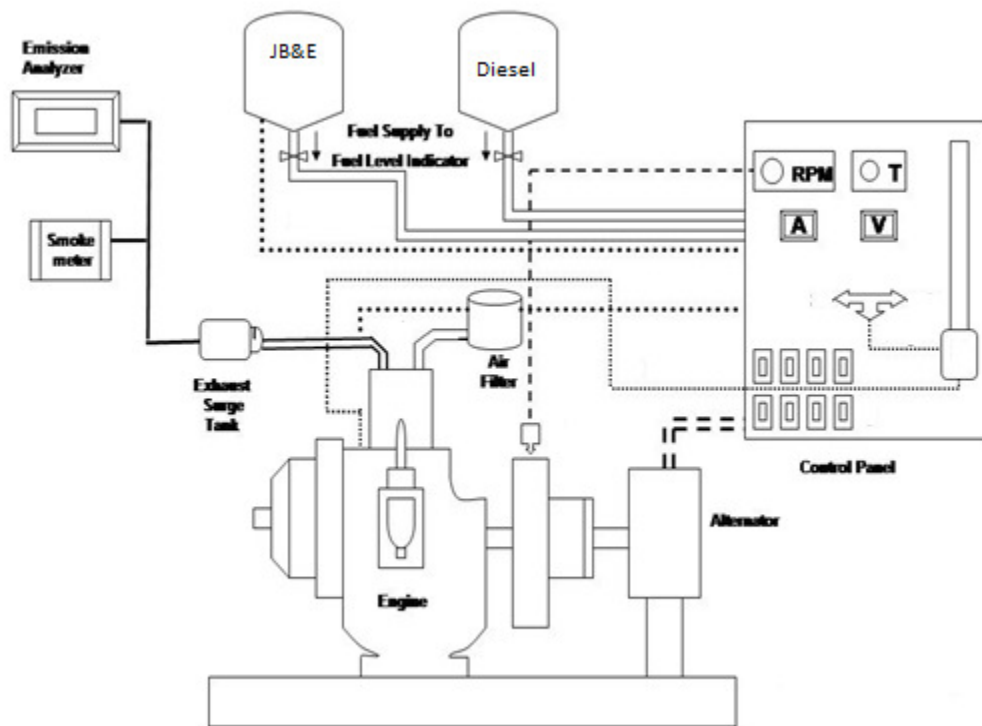 Emission
Analyzer
JB&E
Diesel
Fuel Supply To
Fuel Level Indicator
RPM
T
A
V
Smoke
meter
Exhaust
Surge
Tank
Air
Filter
Control Panel
Alternator
Engine